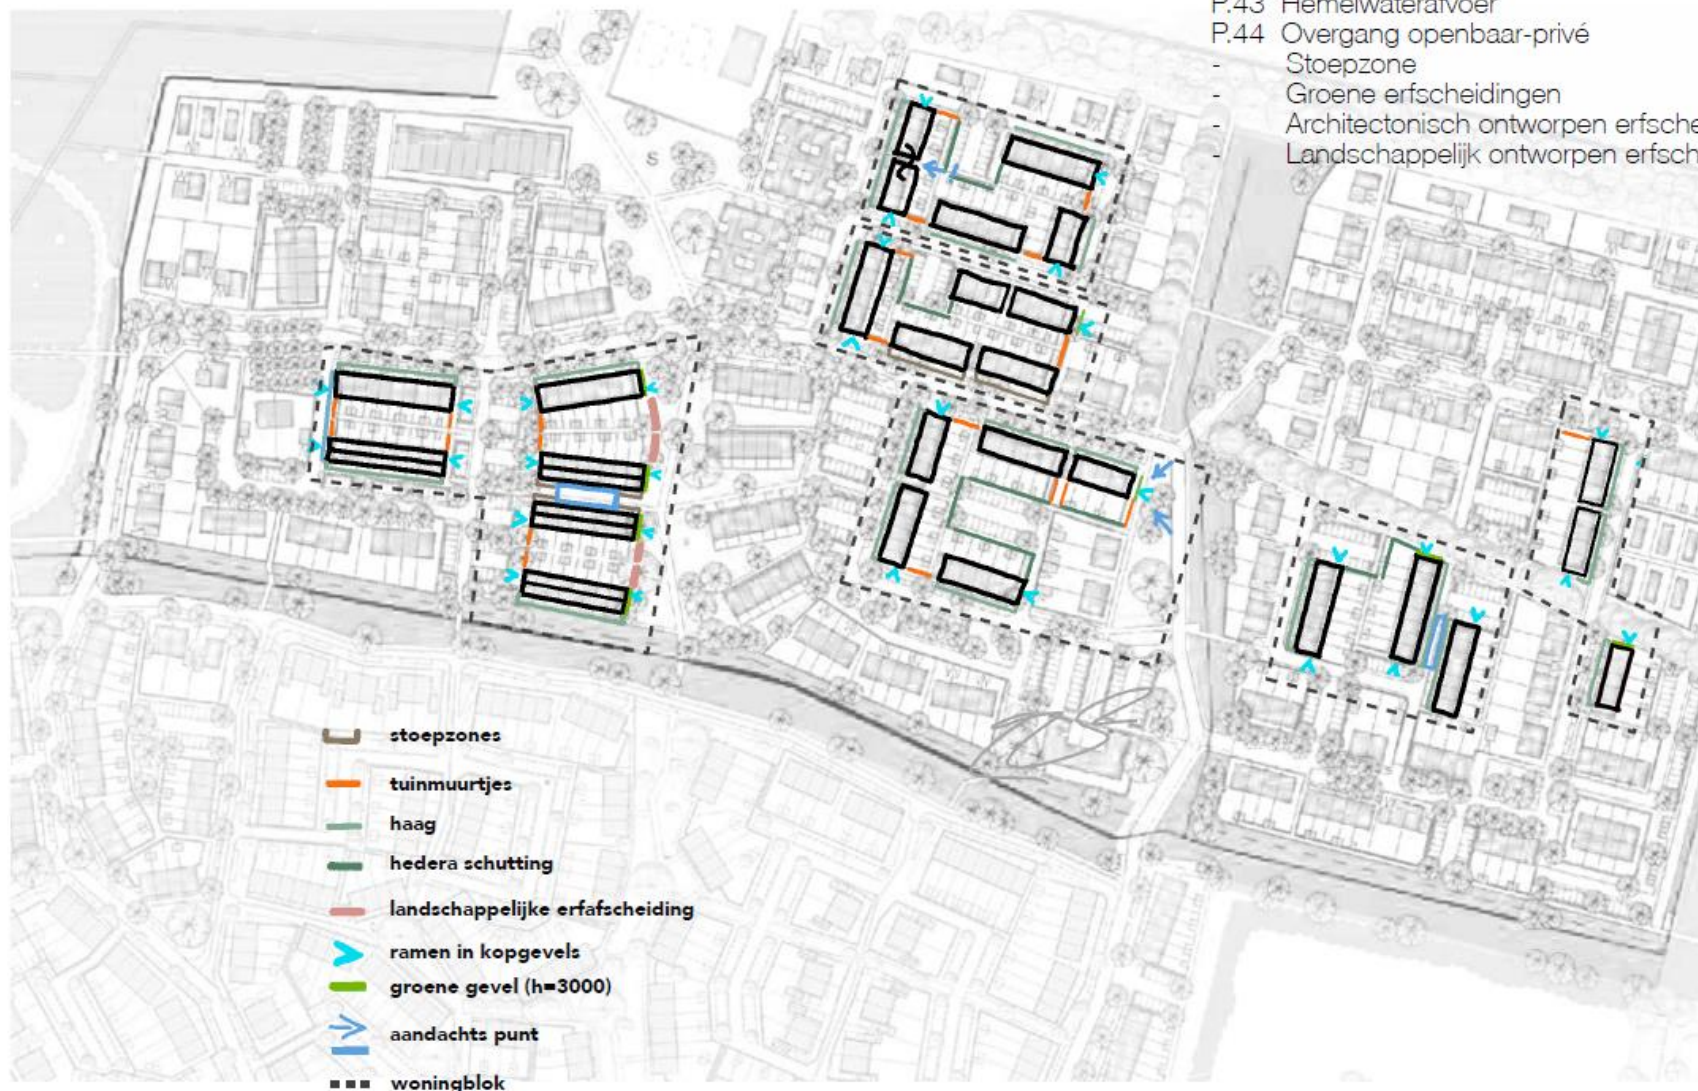 P.43 Hemelwaterafvoer
P.44 Overgang openbaar-privé
- Stoepzone
- Groene erfscheidingen
- Architectonisch ontworpen erfsche
- Landschappelijk ontworpen erfsch
S
stoepzones
tuinmuurtjes
haag
hedera schutting
landschappelijke erfafscheiding
ramen in kopgevels
groene gevel (h=3000)
aandachts punt
woningblok